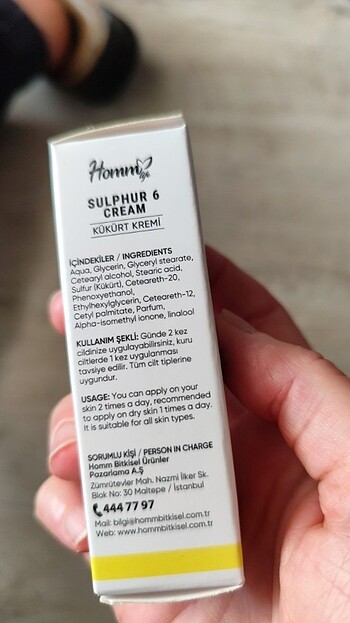 Homm
life
SULPHUR 6
CREAM
KÜKÜRT KREMİ
İÇİNDEKİLER / INGREDIENTS
Aqua, Glycerin, Glyceryl stearate,
Cetearyl alcohol, Stearic acid,
Sulfur (Kükürt), Ceteareth-20,
Phenoxyethanol,
Ethylhexylglycerin, Ceteareth-12,
Cetyl palmitate, Parfum,
Alpha-isomethyl ionone, linalool
KULLANIM ŞEKLİ: Günde 2 kez
cildinize uygulayabilirsiniz, kuru
ciltlerde 1 kez uygulanması
tavsiye edilir. Tüm cilt tiplerine
uygundur.
USAGE: You can apply on your
skin 2 times a day, recommended
to apply on dry skin 1 times a day.
It is suitable for all skin types.
SORUMLU KİŞİ / PERSON IN CHARGE
Homm Bitkisel Ürünler
Pazarlama A.Ş
Zümrütevler Mah. Nazmi İlker Sk.
Blok No: 30 Maltepe / İstanbul
444 77 97
Mail: bilgi@hommbitkisel.com.tr
Web: www.hommbitkisel.com.tr